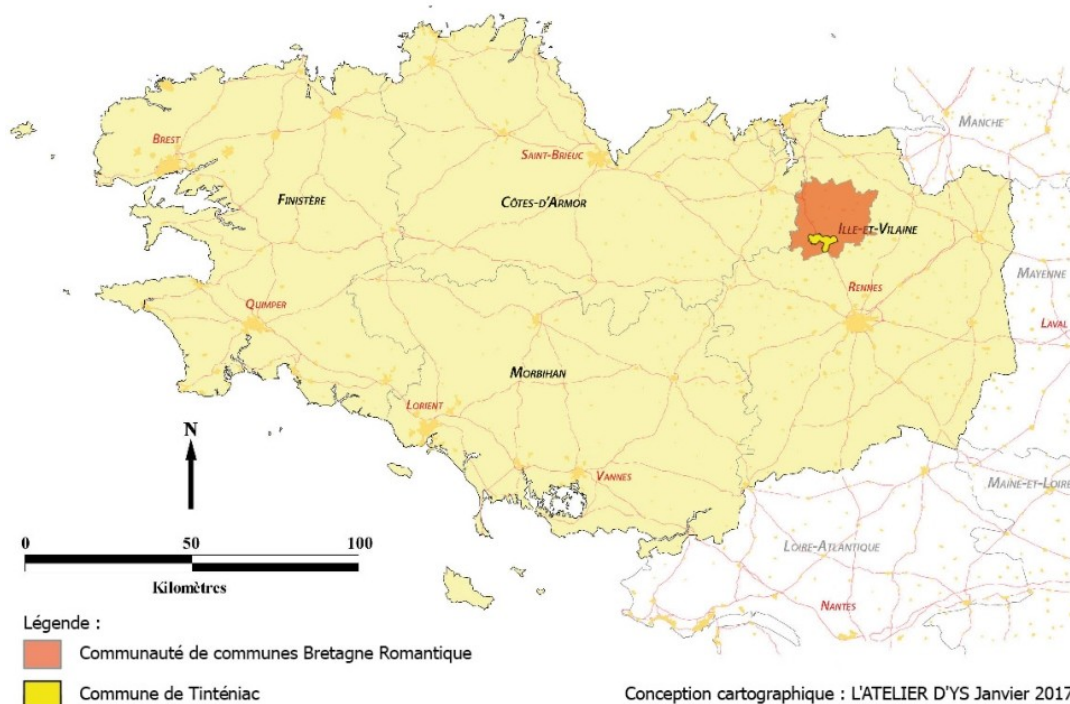 MANCHE
BREST
SAINT-BRIEUC
FINISTÈRE
CÔTES-D'ARMOR
ILLE-ET-VILAINE
MAYENNE
RENNES
QUIMPER
LAVAL
MORBIHAN
LORIENT
N
VANNES
MAINE-ET-LOIRE
0 50 100
LOIRE-ATLANTIQUE
Kilomètres
NANTES
Légende :
Communauté de communes Bretagne Romantique
Commune de Tinténiac
Conception cartographique : L'ATELIER D'YS Janvier 2017